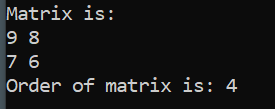 Matrix is:
9 8
7 6
Order of matrix is: 4